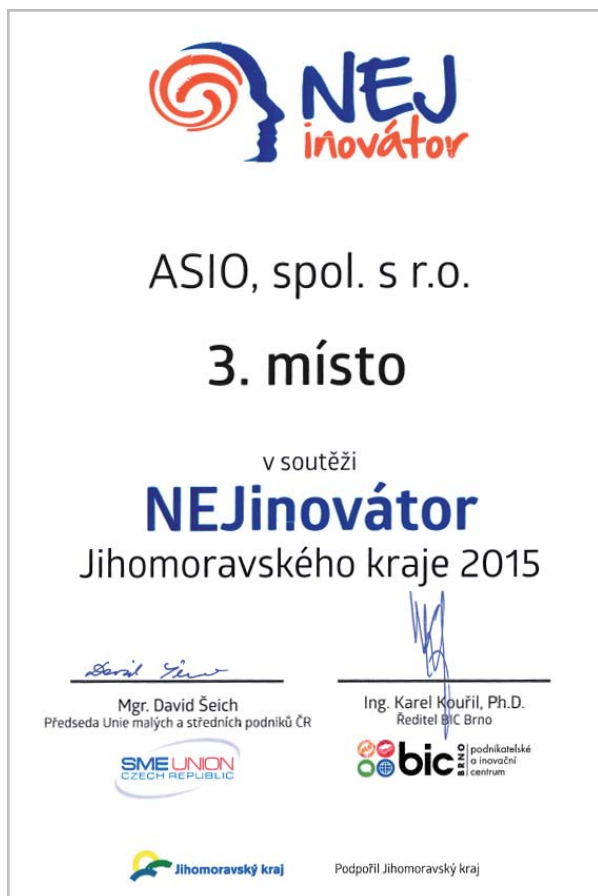 NEJ
inovátor
ASIO, spol. s r.o.
3. místo
v soutěži
NEJinovátor
Jihomoravského kraje 2015
Mgr. David Šeich
Předseda Unie malých a středních podniků ČR
SME UNION
CZECH REPUBLIC
Ing. Karel Kouřil, Ph.D.
Ředitel BIC Brno
bic BRNO podnikatelské
a inovační
centrum
Jihomoravský kraj
Podpořil Jihomoravský kraj